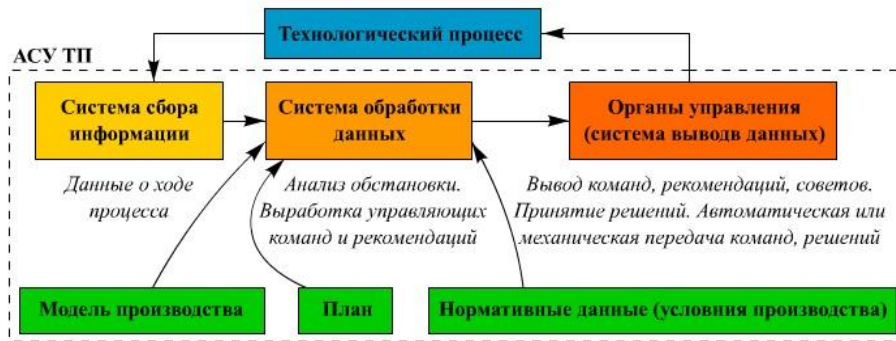 Технологический процесс
АСУ ТП
Система сбора
информации
Система обработки
данных
Органы управления
(система выводв данных)
Данные о ходе
процесса
Анализ обстановки.
Выработка управляющих
команд и рекомендаций
Вывод команд, рекомендаций, советов.
Принятие решений. Автоматическая или
механическая передача команд, решений
Модель производства
План
Нормативные данные (условния производства)